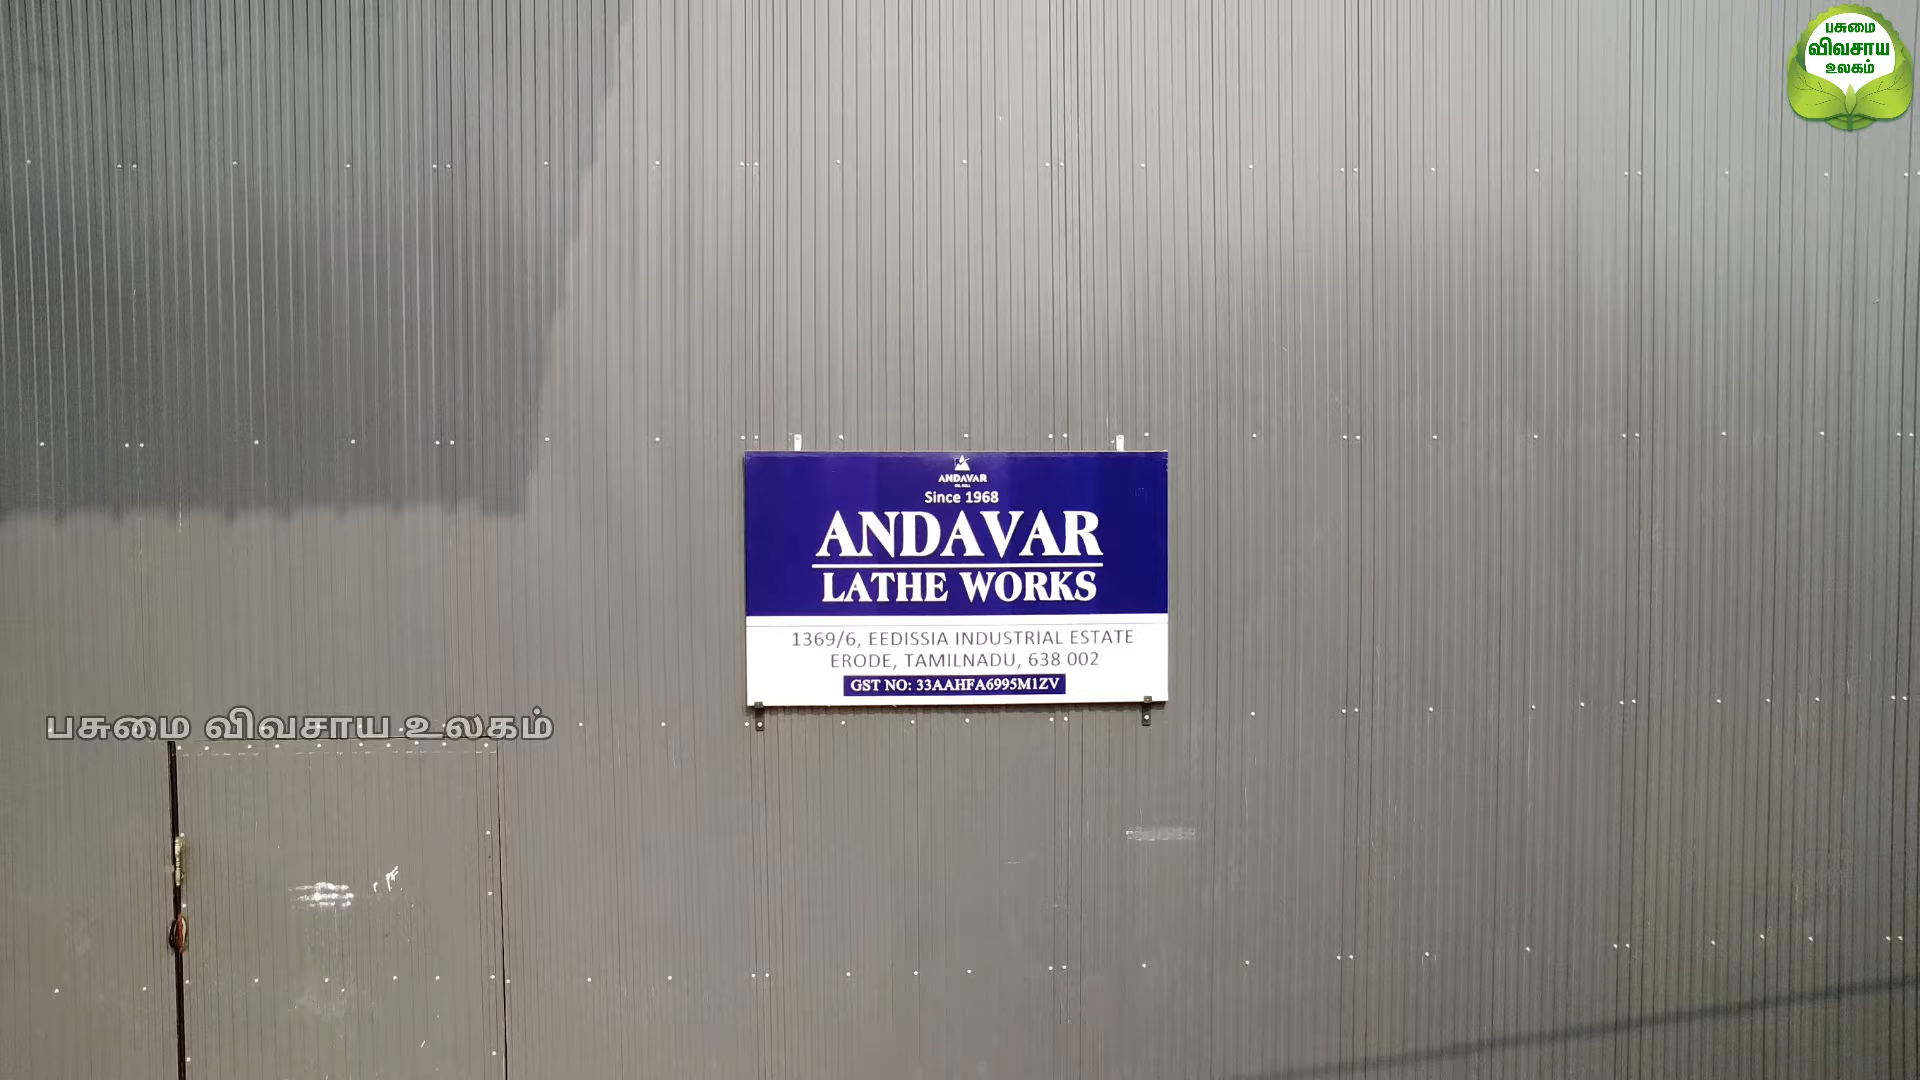 பசுமை
விவசாய
உலகம்
ANDAVAR
Since 1968
ANDAVAR
LATHE WORKS
1369/6, EEDISSIA INDUSTRIAL ESTATE
ERODE, TAMILNADU, 638 002
GST NO: 33AAHFA6995M1ZV
பசுமை விவசாய உலகம்